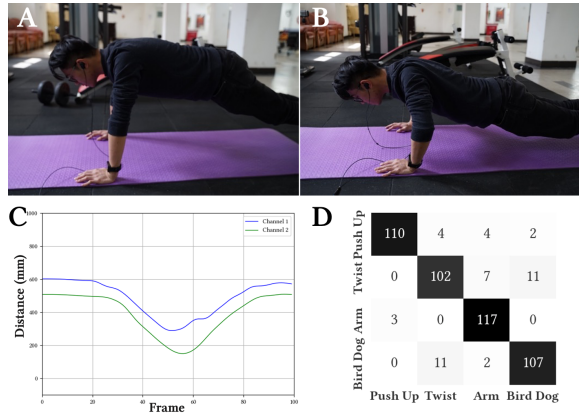 A
B
C
1000
800
600
400
200
0
Distance (mm)
Channel 1
Channel 2
0
20
40
60
80
100
Frame
D
Push Up
Twist
Arm
Bird Dog
110 4 4 2
0 102 7 11
3 0 117 0
0 11 2 107
Push Up Twist Arm Bird Dog